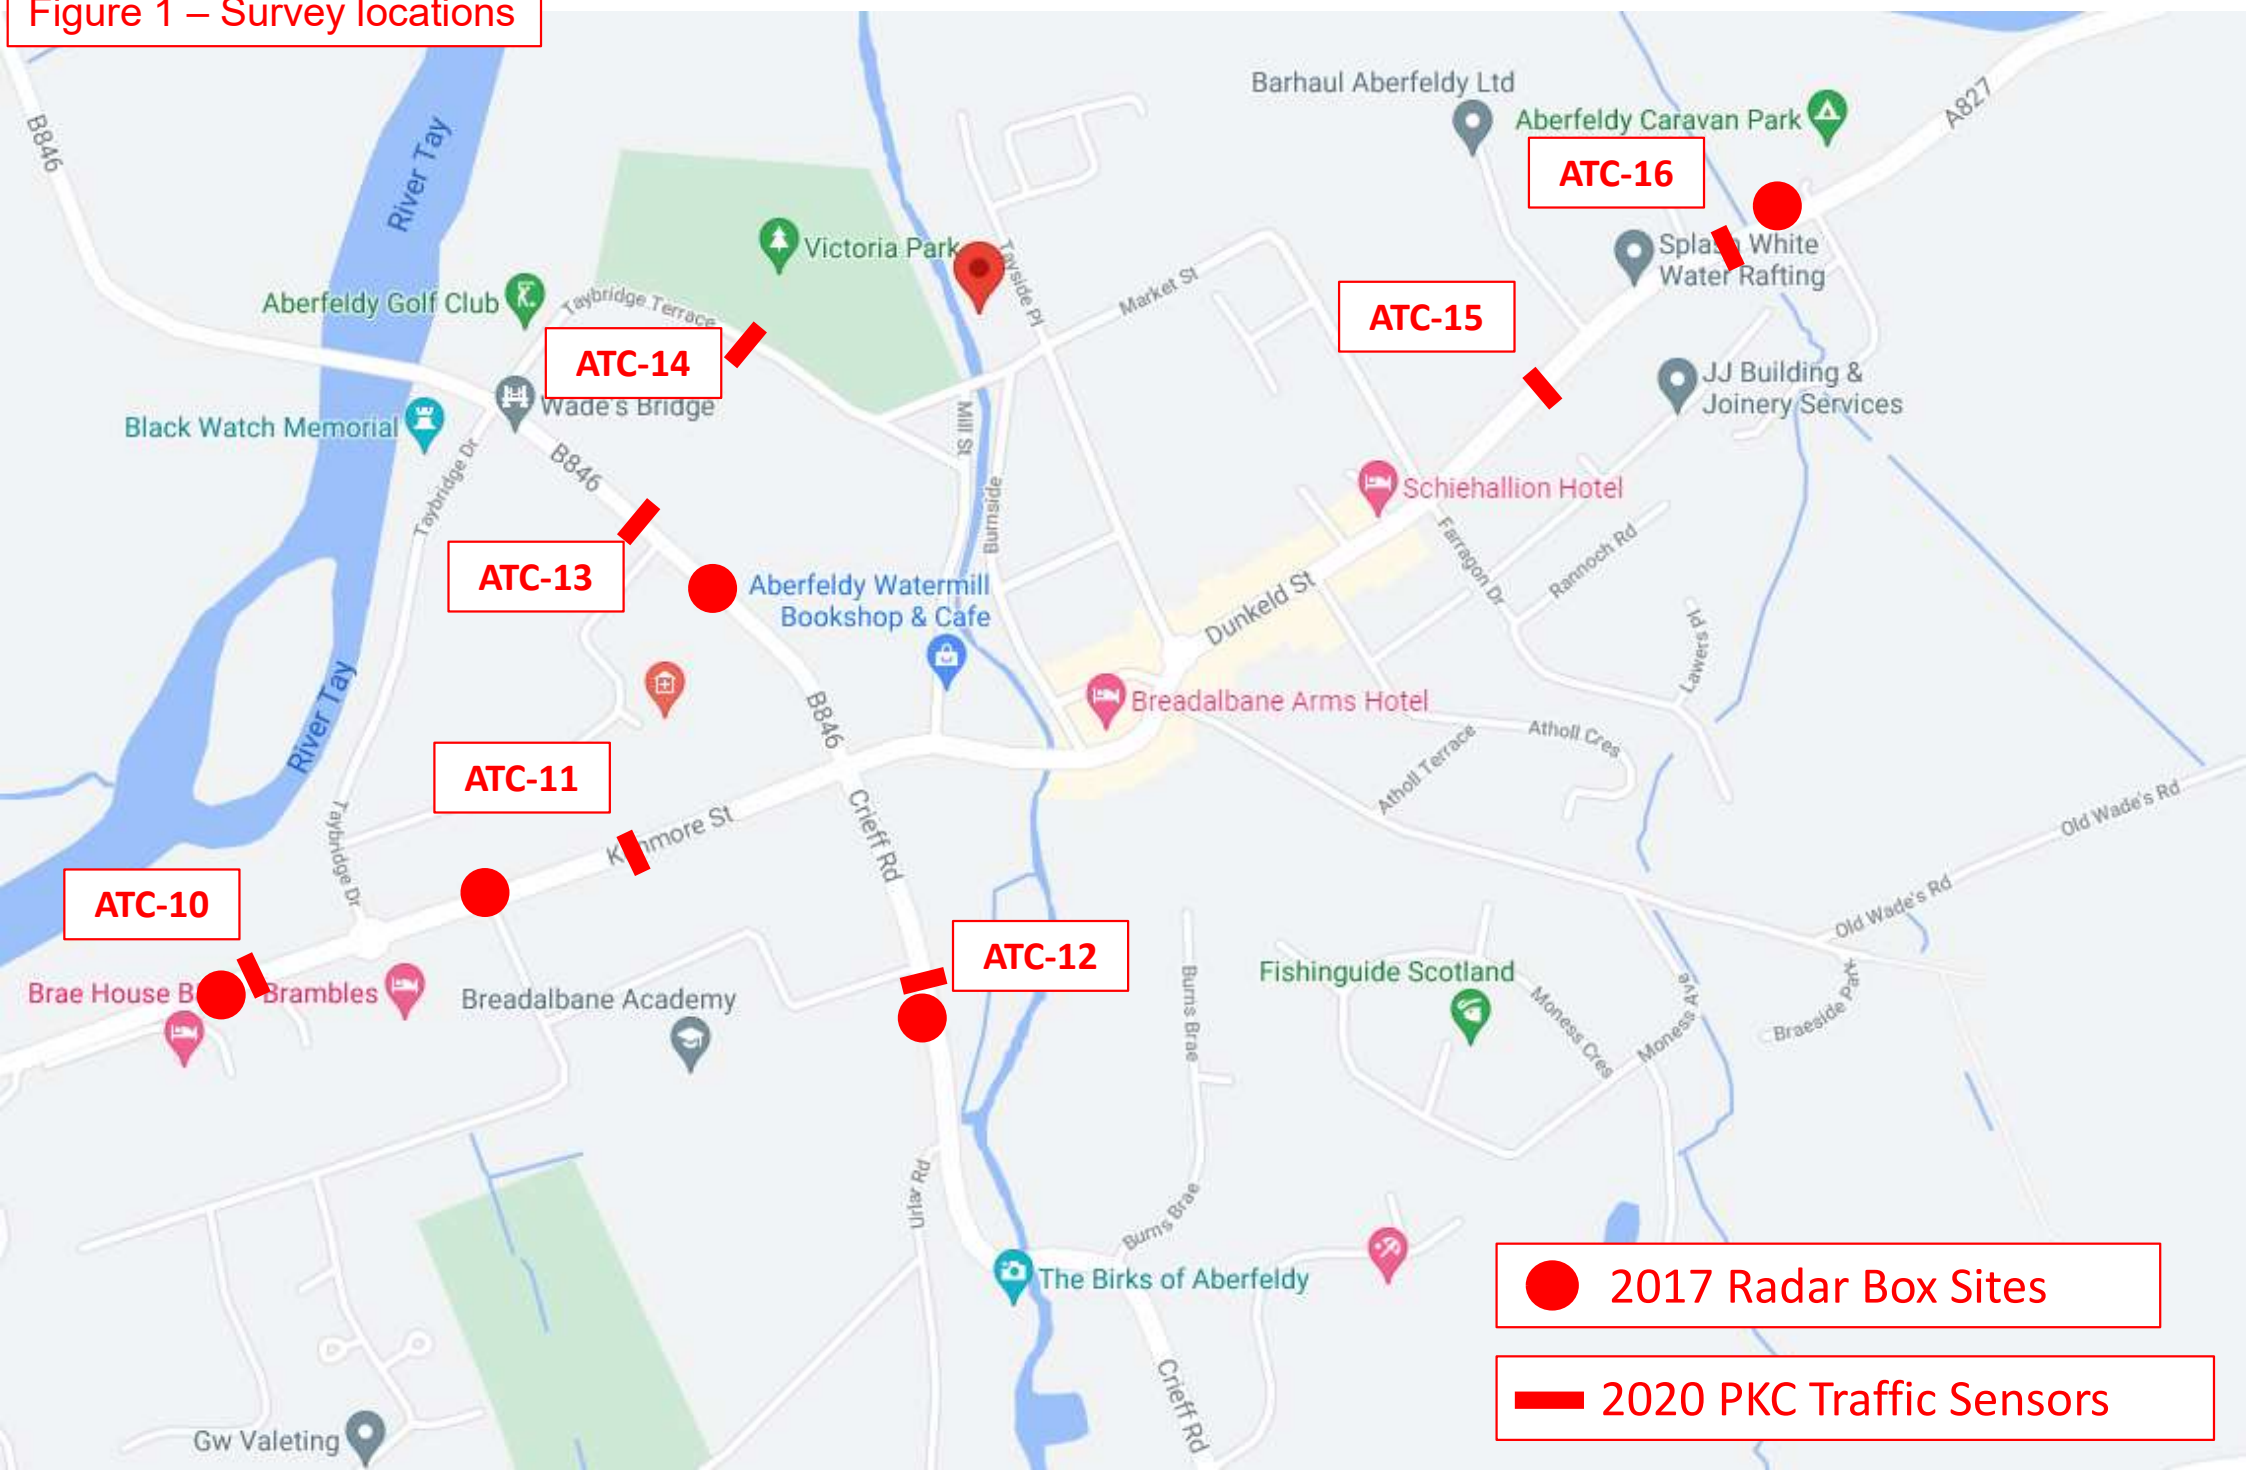 Figure 1 – Survey locations
B846
River Tay
Barhaul Aberfeldy Ltd
Aberfeldy Caravan Park
A827
ATC-16
Victoria Park
Tayside Pl
Market St
Splash White
Water Rafting
Aberfeldy Golf Club
Taybridge Terrace
ATC-14
ATC-15
Wade's Bridge
Black Watch Memorial
JJ Building &
Joinery Services
Mill St
B846
Taybridge Dr
Burnside
Schiehallion Hotel
ATC-13
Aberfeldy Watermill
Bookshop & Cafe
Dunkeld St
Farragon Dr
Rannoch Rd
Lawers Pl
River Tay
B846
Breadalbane Arms Hotel
Atholl Terrace
Atholl Cres
ATC-11
Kenmore St
Crieff Rd
Taybridge Dr
Old Wade's Rd
Old Wade's Rd
ATC-10
ATC-12
Brae House B
Brambles
Breadalbane Academy
Burns Brae
Fishinguide Scotland
Moness Cres
Moness Ave
Braeside Park
Urlar Rd
Burns Brae
The Birks of Aberfeldy
Crieff Rd
Gw Valeting
2017 Radar Box Sites
2020 PKC Traffic Sensors